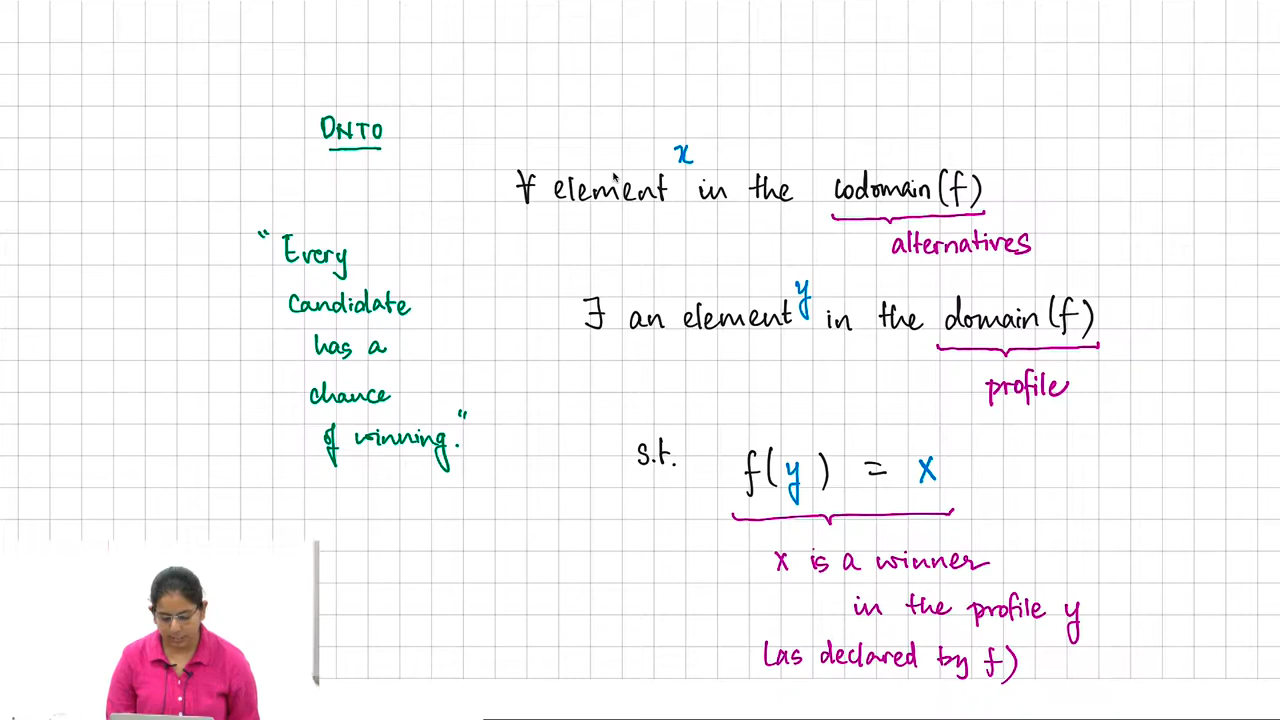 ONTO
"Every
candidate
has a
chance
of winning."
x
∀ element in the codomain(f)
alternatives
y
∃ an element in the domain(f)
profile
s.t. f(y) = x
x is a winner
in the profile y
(as declared by f)